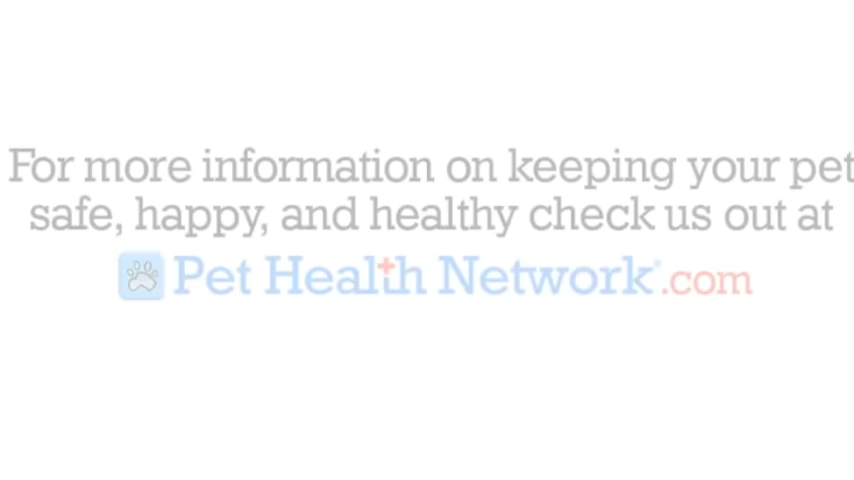 For more information on keeping your pet
safe, happy, and healthy check us out at
Pet Health Network®.com